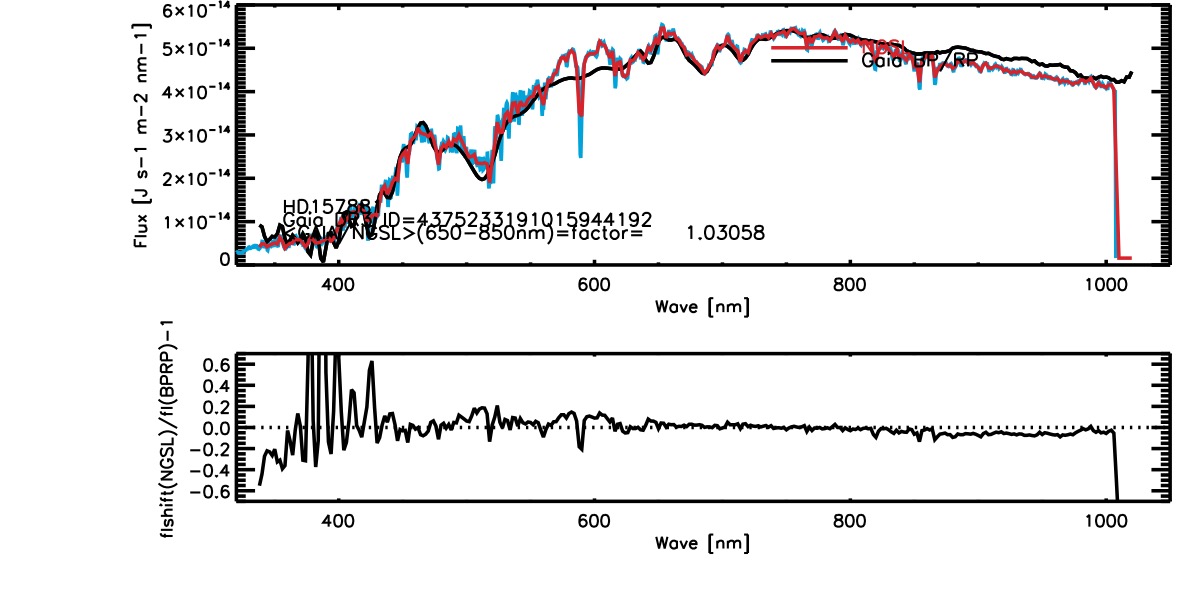 6×10−14
5×10−14
4×10−14
3×10−14
2×10−14
1×10−14
0
Flux [J s−1 m−2 nm−1]
NGSL
Gaia BP/RP
HD157881
Gaia DR3 ID=4375233191015944192
<GAIA/NGSL>(650−850nm)=factor= 1.03058
400 600 800 1000
Wave [nm]
flshift(NGSL)/fl(BPRP)−1
0.6
0.4
0.2
0.0
−0.2
−0.4
−0.6
400 600 800 1000
Wave [nm]